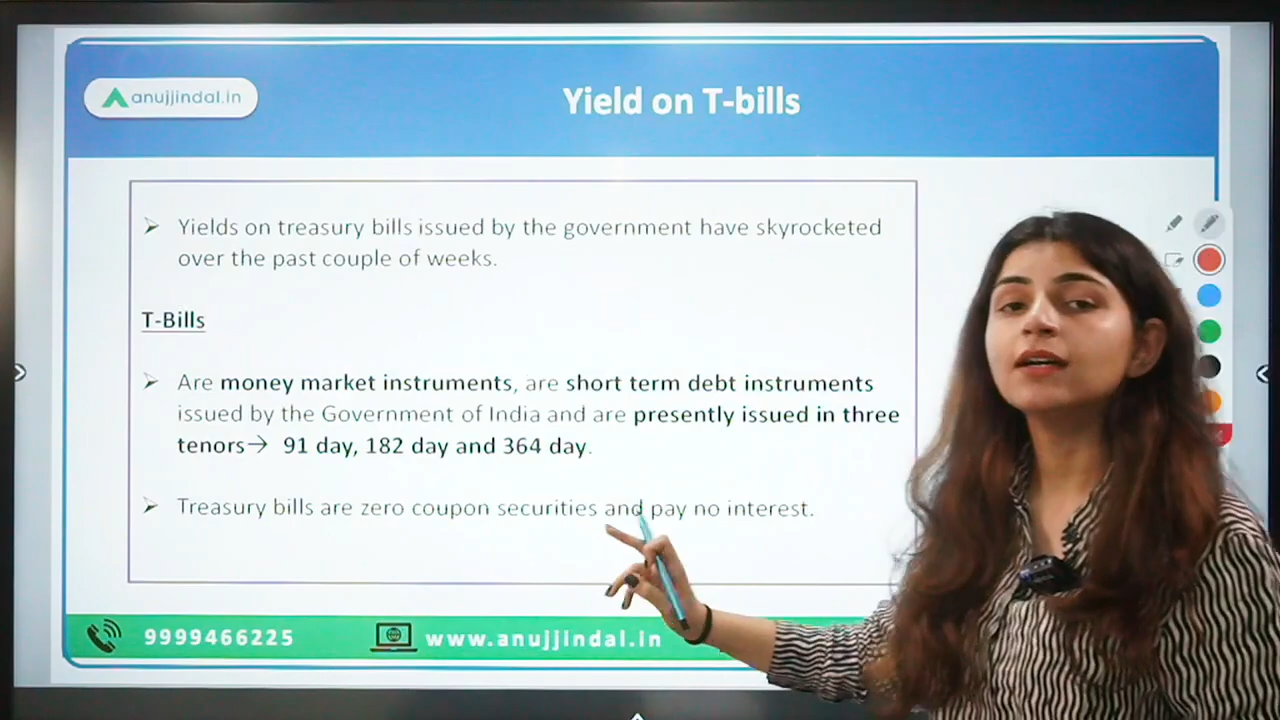 anujjindal.in
Yield on T-bills
➢ Yields on treasury bills issued by the government have skyrocketed
over the past couple of weeks.
T-Bills
➢ Are money market instruments, are short term debt instruments
issued by the Government of India and are presently issued in three
tenors→ 91 day, 182 day and 364 day.
➢ Treasury bills are zero coupon securities and pay no interest.
9999466225
www.anujjindal.in